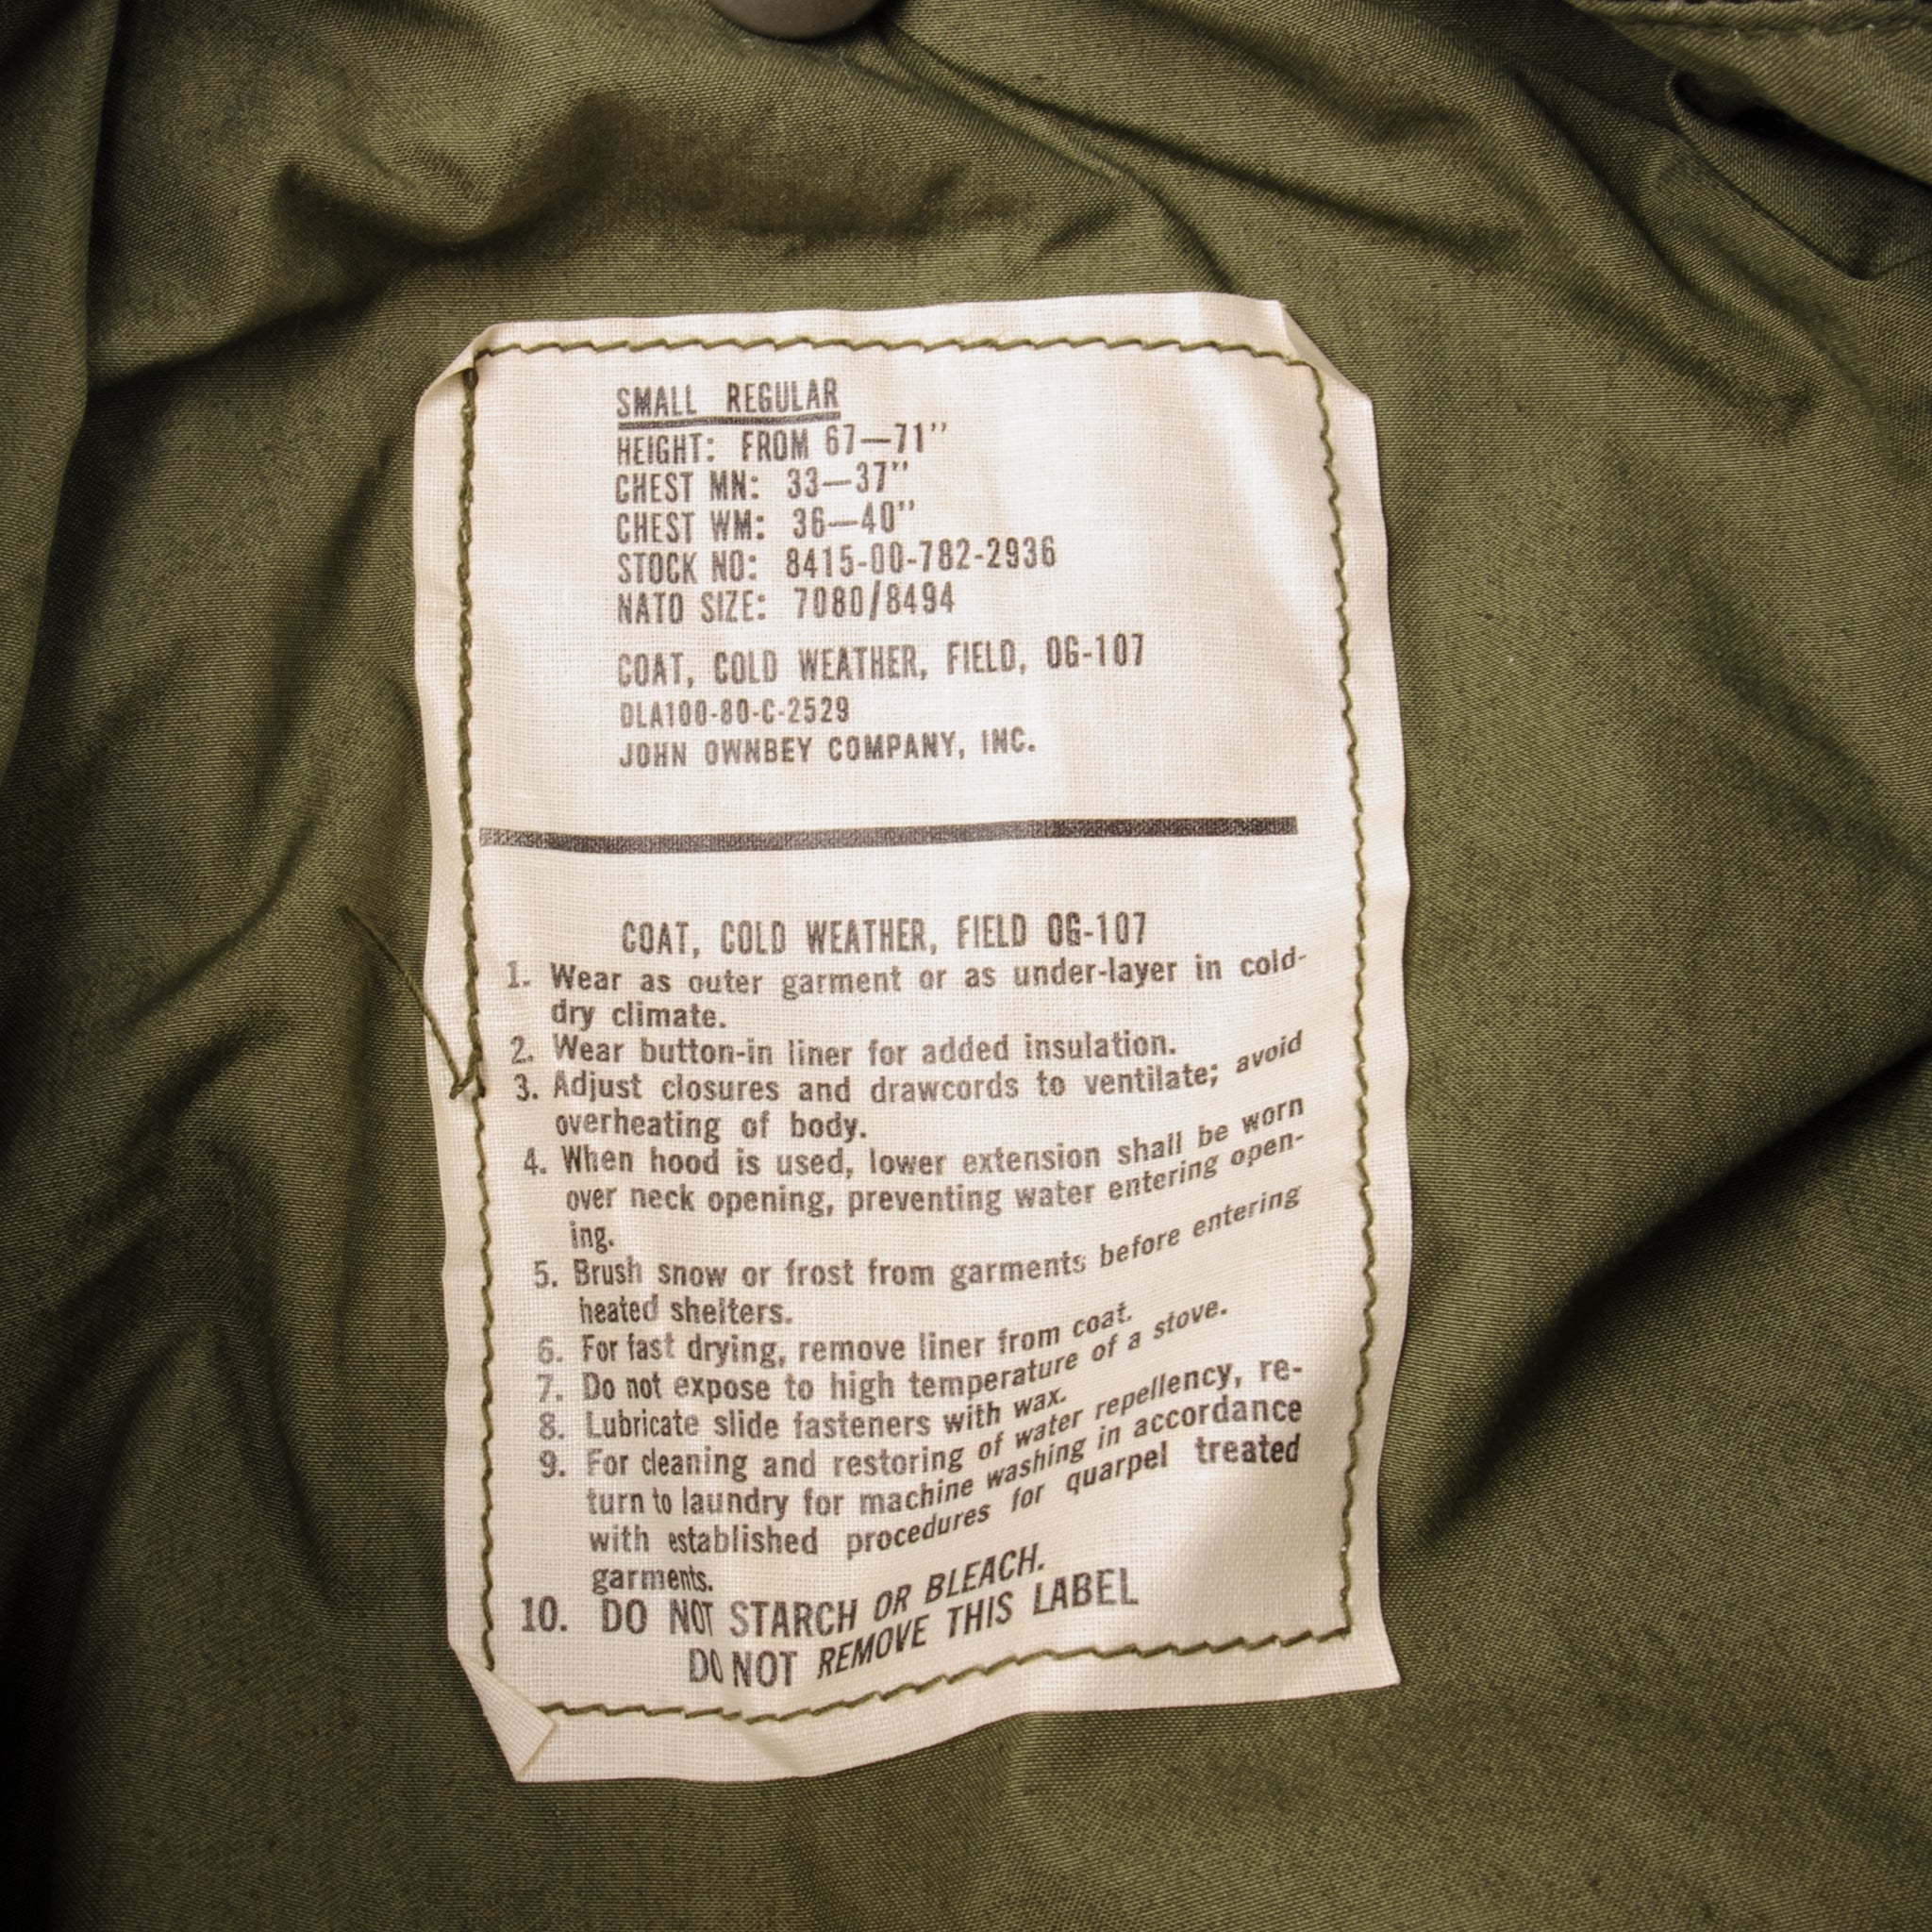 SMALL REGULAR
HEIGHT: FROM 67—71"
CHEST MN: 33—37"
CHEST WM: 36—40"
STOCK NO: 8415-00-782-2936
NATO SIZE: 7080/8494
COAT, COLD WEATHER, FIELD, OG-107
DLA100-80-C-2529
JOHN OWNBEY COMPANY, INC.
COAT, COLD WEATHER, FIELD OG-107
1. Wear as outer garment or as under-layer in cold-
dry climate.
2. Wear button-in liner for added insulation.
3. Adjust closures and drawcords to ventilate; avoid
overheating of body.
4. When hood is used, lower extension shall be worn
over neck opening, preventing water entering open-
ing.
5. Brush snow or frost from garments before entering
heated shelters.
6. For fast drying, remove liner from coat.
7. Do not expose to high temperature of a stove.
8. Lubricate slide fasteners with wax.
9. For cleaning and restoring of water repellency, re-
turn to laundry for machine washing in accordance
with established procedures for quarpel treated
garments.
10. DO NOT STARCH OR BLEACH.
DO NOT REMOVE THIS LABEL